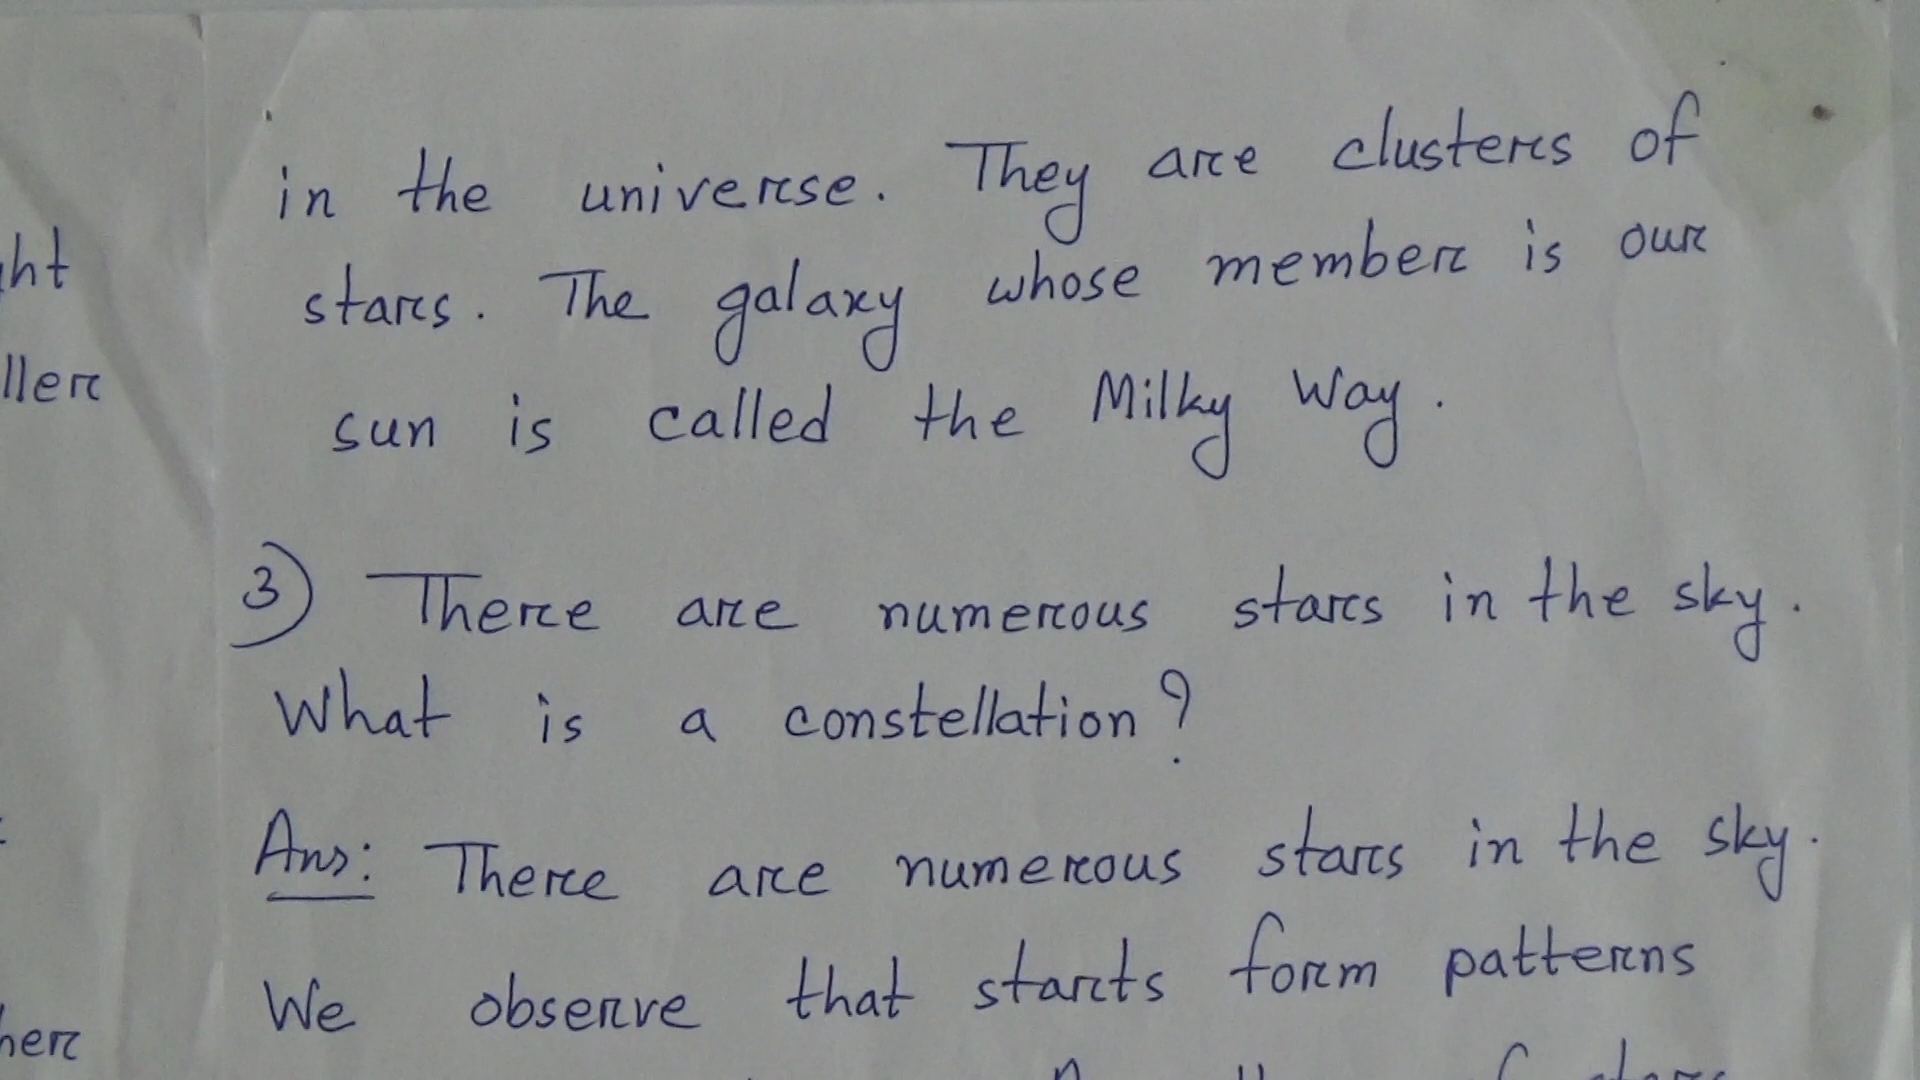 in the universe. They are clusters of
stars. The galaxy whose member is our
sun is called the Milky Way.
3) There are numerous stars in the sky.
What is a constellation?
Ans: There are numerous stars in the sky.
We observe that starts form patterns
ht
ller
her